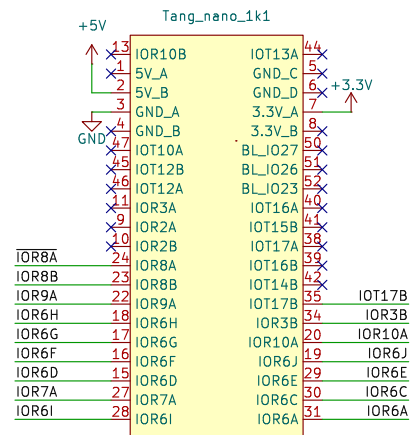 Tang_nano_1k1
+5V
13 IOR10B IOT13A 44
1 5V_A GND_C 5
2 5V_B GND_D 6
+3.3V
3 GND_A 3.3V_A 7
GND
4 GND_B 3.3V_B 8
47 IOT10A BL_IO27 50
45 IOT12B BL_IO26 51
46 IOT12A BL_IO23 52
11 IOR3A IOT16A 40
9 IOR2A IOT15B 41
10 IOR2B IOT17A 38
IOR8A 24 IOR8A IOT16B 39
IOR8B 23 IOR8B IOT14B 42
IOR9A 22 IOR9A IOT17B 35 IOT17B
IOR6H 18 IOR6H IOR3B 34 IOR3B
IOR6G 17 IOR6G IOR10A 20 IOR10A
IOR6F 16 IOR6F IOR6J 19 IOR6J
IOR6D 15 IOR6D IOR6E 29 IOR6E
IOR7A 27 IOR7A IOR6C 30 IOR6C
IOR6I 28 IOR6I IOR6A 31 IOR6A